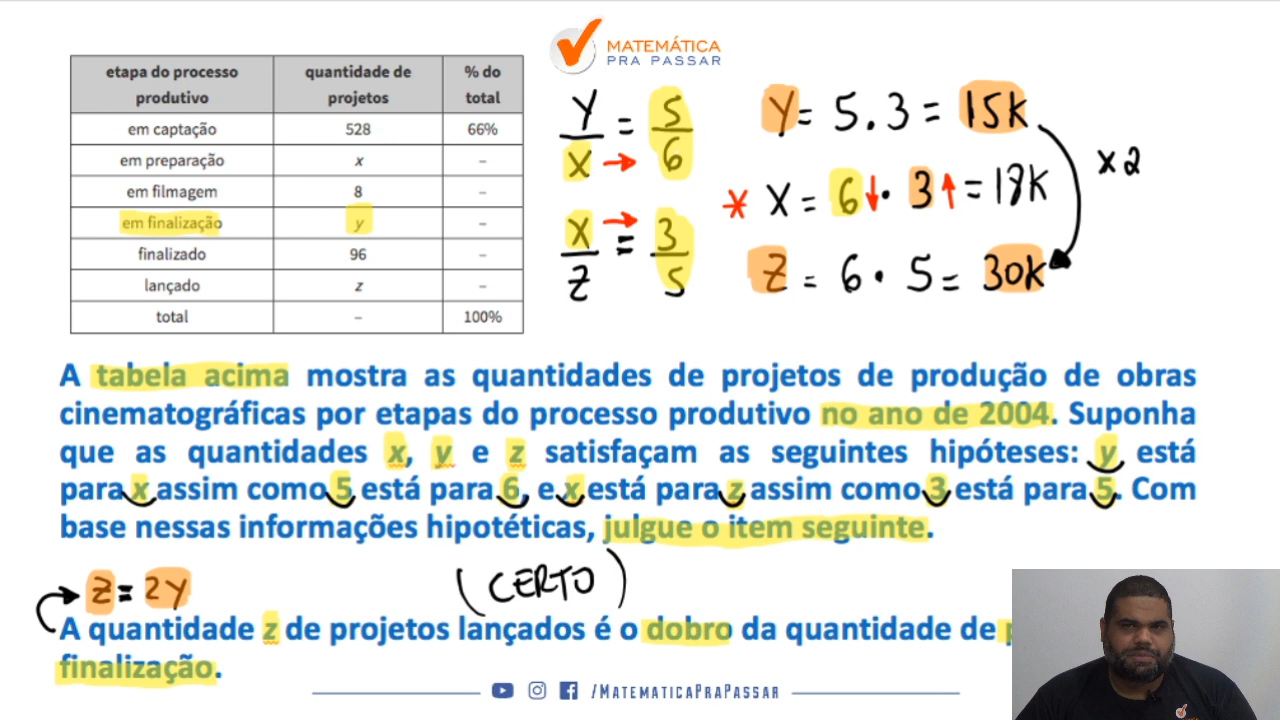 MATEMÁTICA
PRA PASSAR
etapa do processo produtivo quantidade de projetos % do total
em captação 528 66%
em preparação x –
em filmagem 8 –
em finalização y –
finalizado 96 –
lançado z –
total – 100%
Y/X → = 5/6
X/Z → = 3/5
Y = 5 . 3 = 15K
* X = 6 ↓ . 3 ↑ = 18K
Z = 6 . 5 = 30K
x 2
A tabela acima mostra as quantidades de projetos de produção de obras
cinematográficas por etapas do processo produtivo no ano de 2004. Suponha
que as quantidades x, y e z satisfaçam as seguintes hipóteses: y está
para x assim como 5 está para 6, e x está para z assim como 3 está para 5. Com
base nessas informações hipotéticas, julgue o item seguinte.
Z = 2Y
(CERTO)
A quantidade z de projetos lançados é o dobro da quantidade de
finalização.
/MatematicaPraPassar